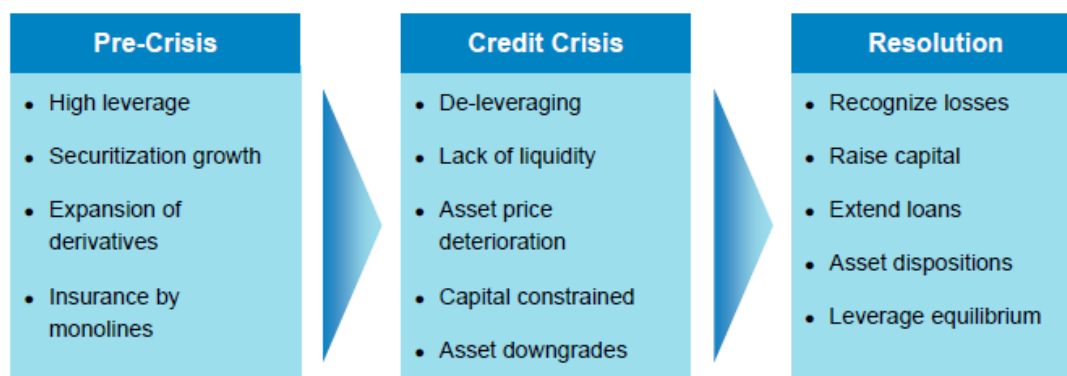 Pre-Crisis
• High leverage
• Securitization growth
• Expansion of
derivatives
• Insurance by
monolines
Credit Crisis
• De-leveraging
• Lack of liquidity
• Asset price
deterioration
• Capital constrained
• Asset downgrades
Resolution
• Recognize losses
• Raise capital
• Extend loans
• Asset dispositions
• Leverage equilibrium